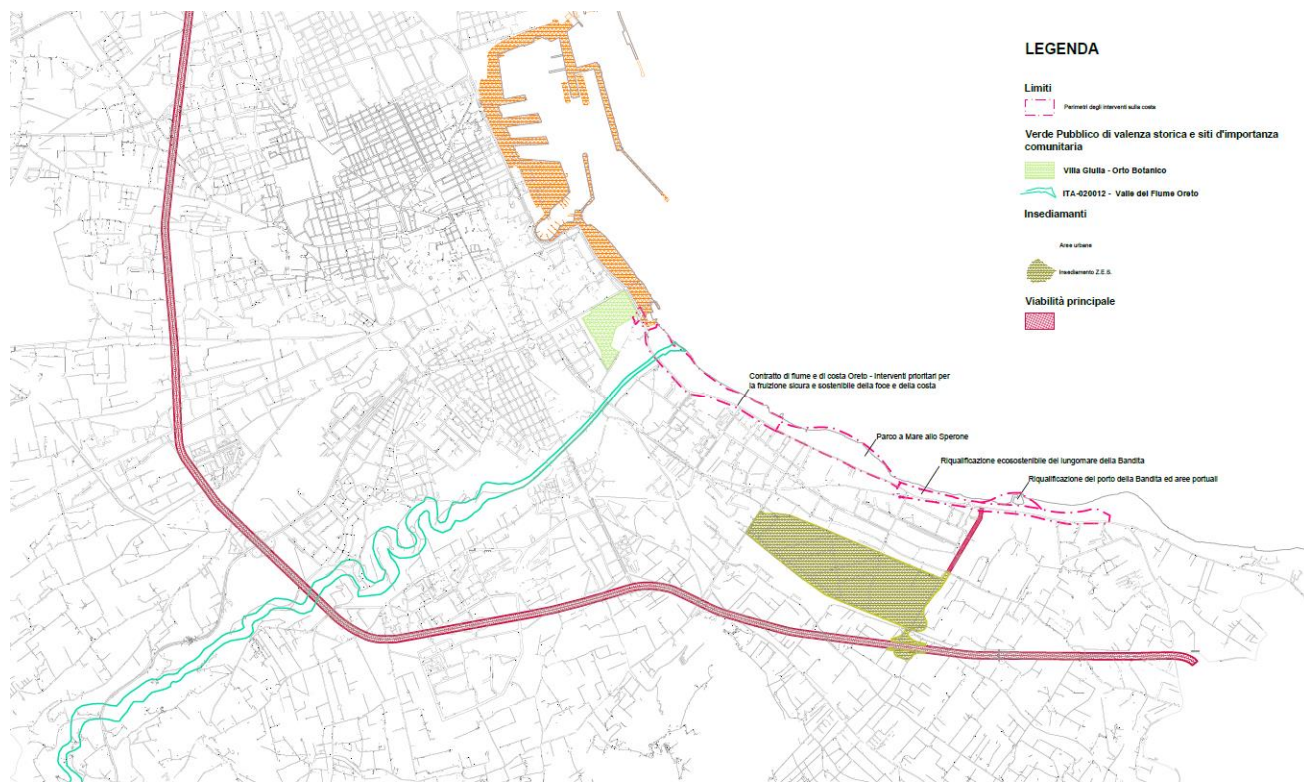 LEGENDA
Limiti
Perimetri degli interventi sulla costa
Verde Pubblico di valenza storica e siti d'importanza
comunitaria
Villa Giulia - Orto Botanico
ITA-020012 - Valle del Fiume Oreto
Insediamanti
Aree urbane
Insediamento Z.E.S.
Viabilità principale
Contratto di fiume e di costa Oreto - Interventi prioritari per
la fruizione sicura e sostenibile della foce e della costa
Parco a Mare allo Sperone
Riqualificazione ecosostenibile del lungomare della Bandita
Riqualificazione del porto della Bandita ed aree portuali